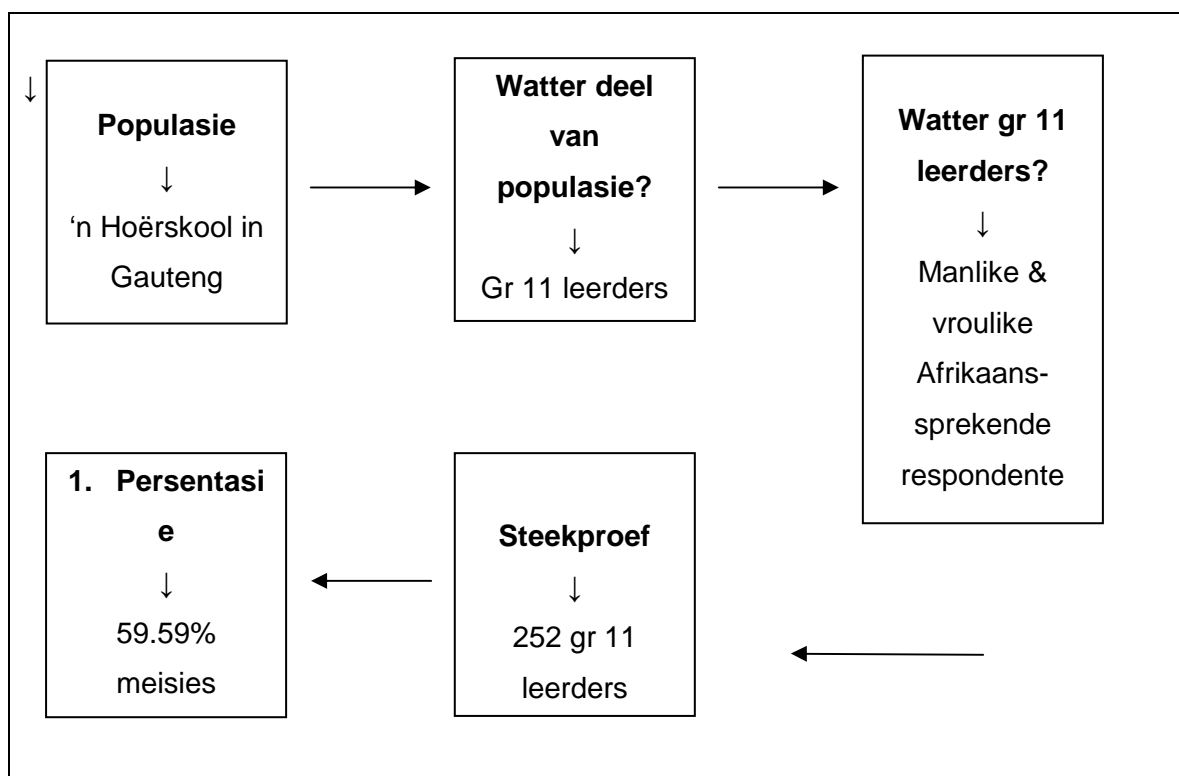 ↓
Populasie
↓
‘n Hoërskool in
Gauteng
Watter deel
van
populasie?
↓
Gr 11 leerders
Watter gr 11
leerders?
↓
Manlike &
vroulike
Afrikaans-
sprekende
respondente
Steekproef
↓
252 gr 11
leerders
1. Persentasi
e
↓
59.59%
meisies